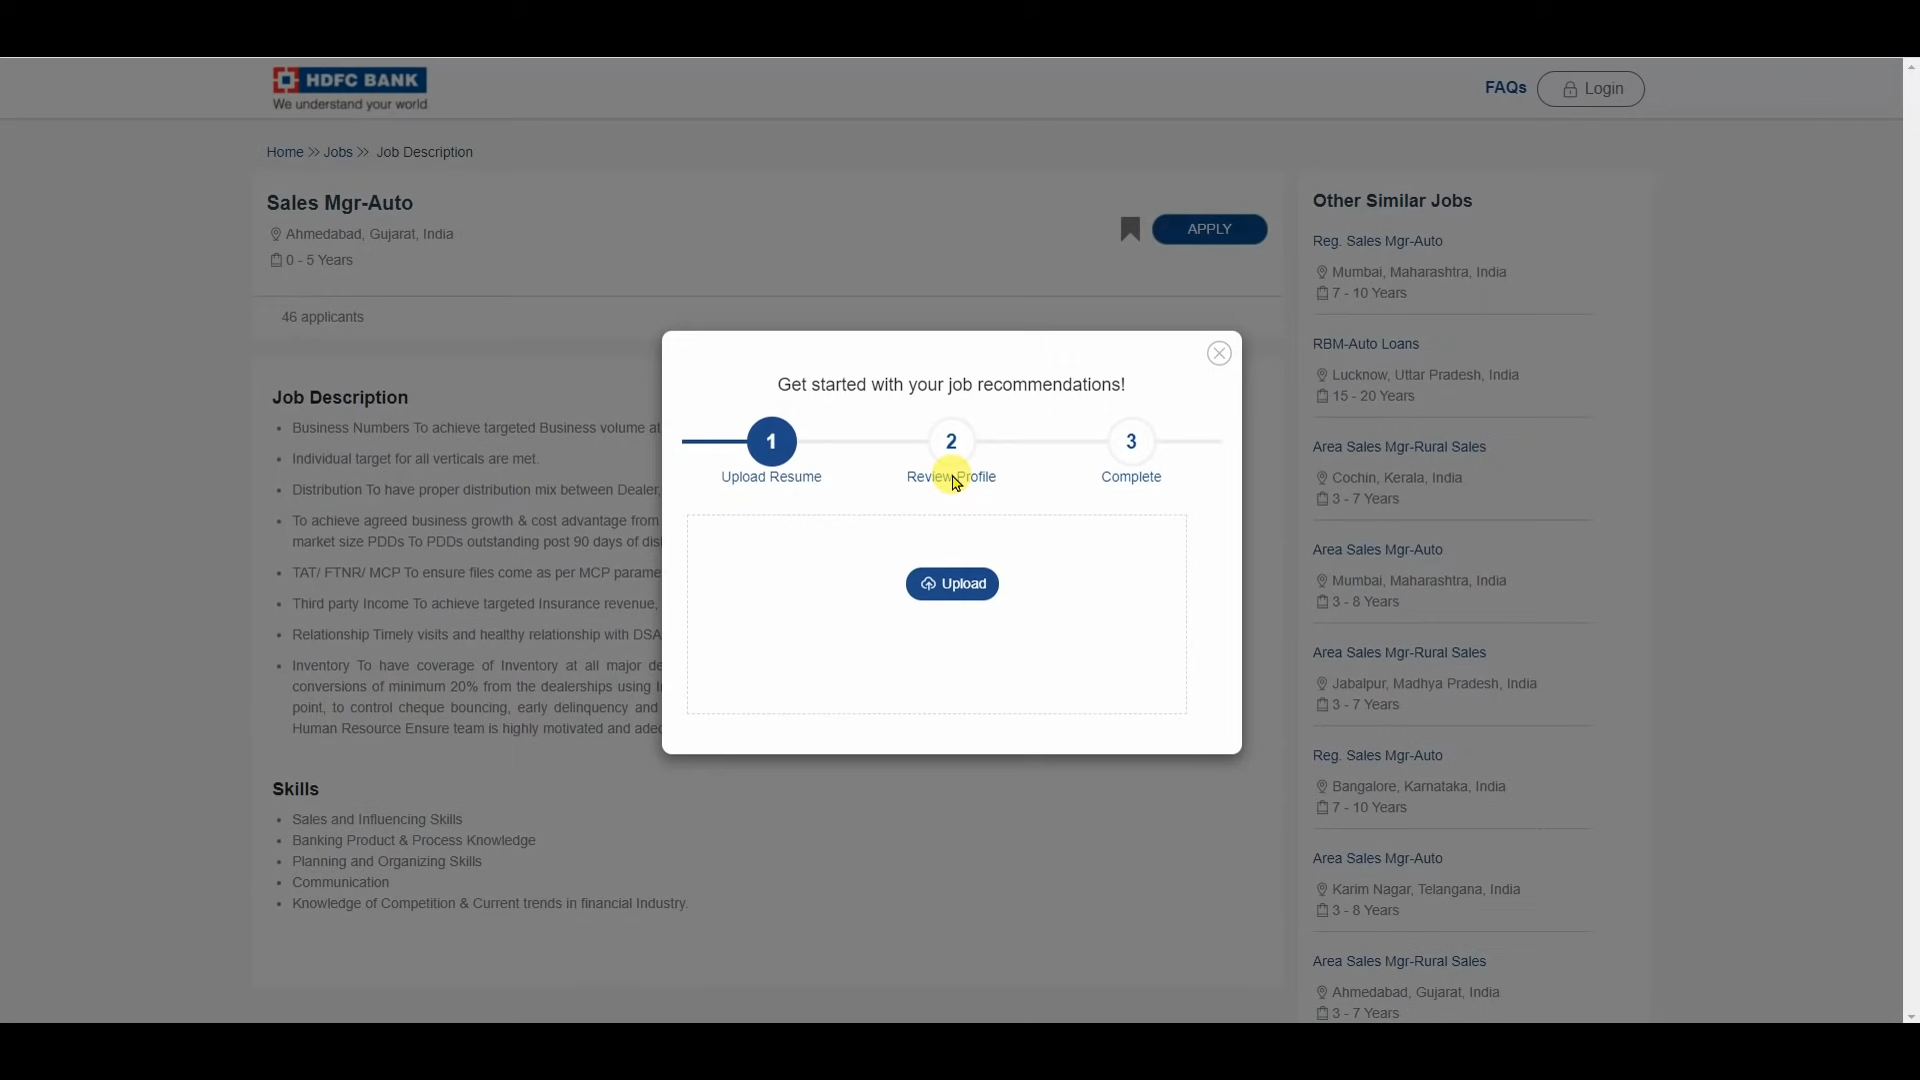 HDFC BANK
We understand your world
FAQs
Login
Home >> Jobs >> Job Description
Sales Mgr-Auto
Ahmedabad, Gujarat, India
0 - 5 Years
APPLY
46 applicants
Job Description
• Business Numbers To achieve targeted Business volume at
• Individual target for all verticals are met.
• Distribution To have proper distribution mix between Dealer,
• To achieve agreed business growth & cost advantage from
market size PDDs To PDDs outstanding post 90 days of
• TAT/ FTNR/ MCP To ensure files come as per MCP
• Third party Income To achieve targeted Insurance revenue,
• Relationship Timely visits and healthy relationship with
• Inventory To have coverage of Inventory at all major
conversions of minimum 20% from the dealerships using
point, to control cheque bouncing, early delinquency and
Human Resource Ensure team is highly motivated and
Skills
• Sales and Influencing Skills
• Banking Product & Process Knowledge
• Planning and Organizing Skills
• Communication
• Knowledge of Competition & Current trends in financial Industry.
Get started with your job recommendations!
1
2
3
Upload Resume
Review Profile
Complete
Upload
Other Similar Jobs
Reg. Sales Mgr-Auto
Mumbai, Maharashtra, India
7 - 10 Years
RBM-Auto Loans
Lucknow, Uttar Pradesh, India
15 - 20 Years
Area Sales Mgr-Rural Sales
Cochin, Kerala, India
3 - 7 Years
Area Sales Mgr-Auto
Mumbai, Maharashtra, India
3 - 8 Years
Area Sales Mgr-Rural Sales
Jabalpur, Madhya Pradesh, India
3 - 7 Years
Reg. Sales Mgr-Auto
Bangalore, Karnataka, India
7 - 10 Years
Area Sales Mgr-Auto
Karim Nagar, Telangana, India
3 - 8 Years
Area Sales Mgr-Rural Sales
Ahmedabad, Gujarat, India
3 - 7 Years